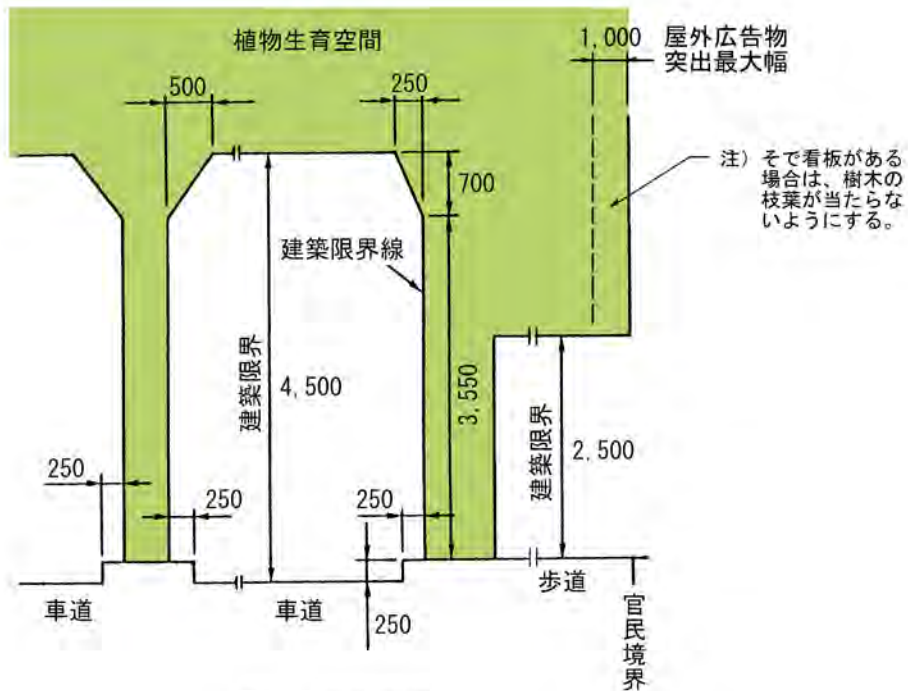 植物生育空間
1,000
屋外広告物
突出最大幅
500
250
700
注) そで看板がある
場合は、樹木の
枝葉が当たらな
いようにする。
建築限界線
建築限界
4,500
3,550
建築限界
2.500
250
250
250
車道
車道
250
歩道
官民境界